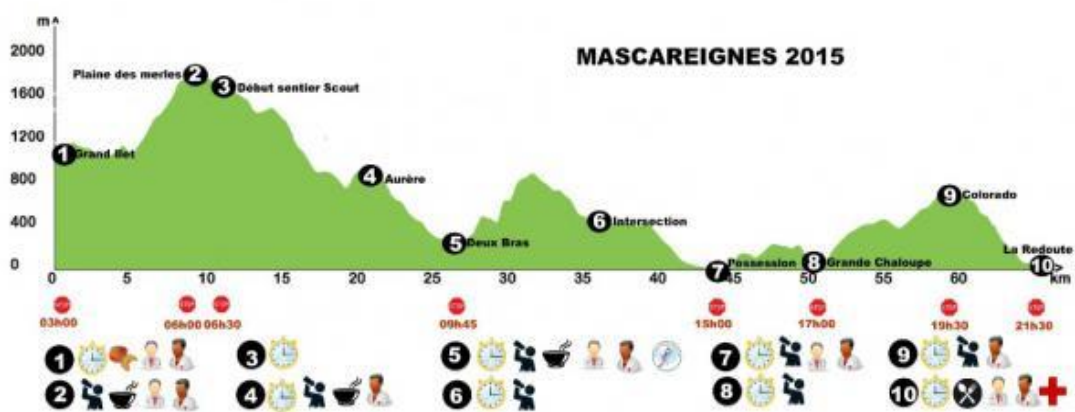 m
2000
MASCAREIGNES 2015
Plaine des merles 2
3 Début sentier Scout
1600
1200
1 Grand Ilet
800
4 Aurère
9 Colorado
400
6 Intersection
5 Deux Bras
La Redoute
0
7 Possession
8 Grande Chaloupe
10
0 5 10 15 20 25 30 35 40 45 50 55 60 65 km
STOP STOP STOP STOP STOP STOP STOP STOP
03h00 06h00 06h30 09h45 15h00 17h00 19h30 21h30
1 3 5 7 9
2 4 6 8 10